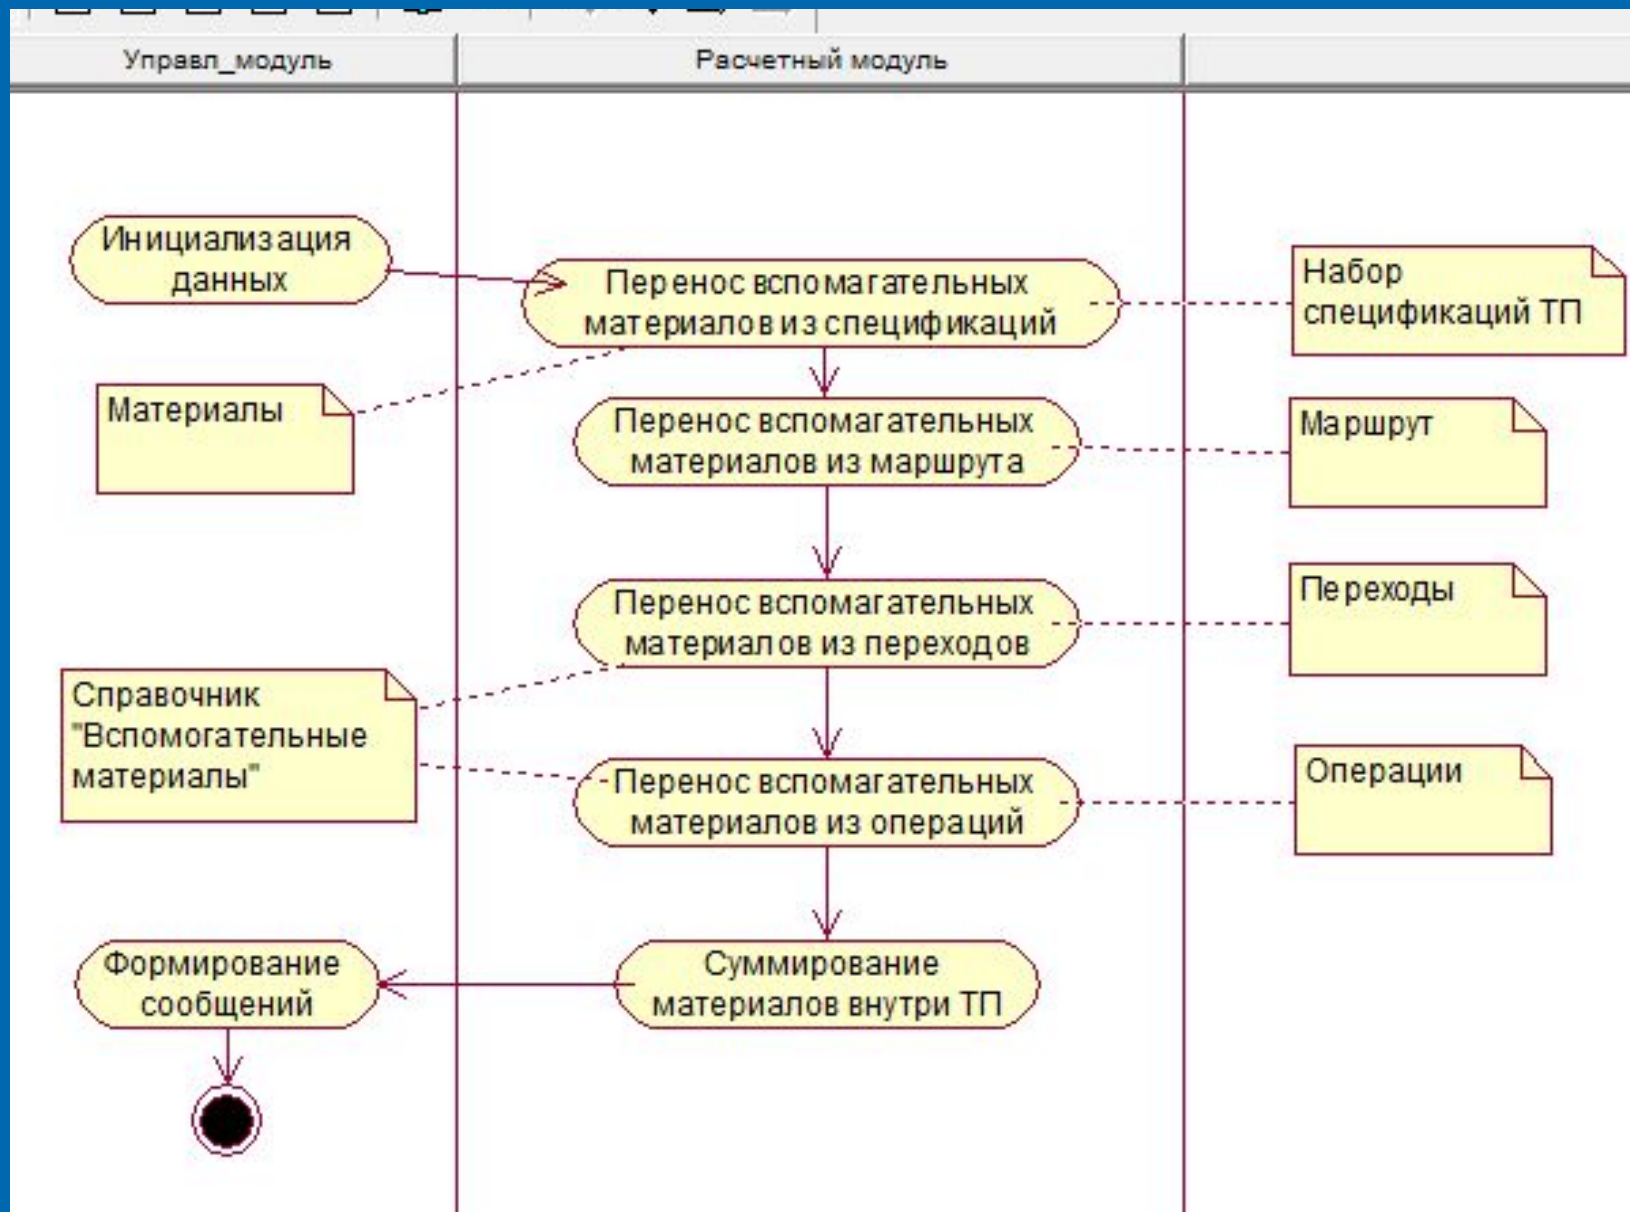 Управл_модуль
Расчетный модуль
Инициализация
данных
Перенос вспомагательных
материалов из спецификаций
Набор
спецификаций ТП
Материалы
Перенос вспомагательных
материалов из маршрута
Маршрут
Перенос вспомагательных
материалов из переходов
Переходы
Справочник
"Вспомогательные
материалы"
Перенос вспомагательных
материалов из операций
Операции
Формирование
сообщений
Суммирование
материалов внутри ТП